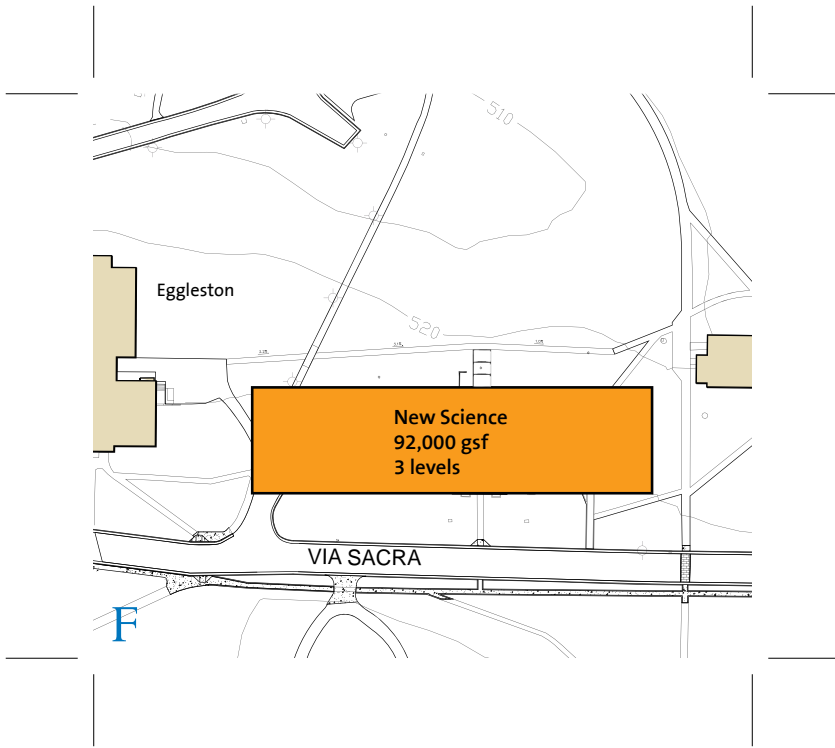 510
Eggleston
520
New Science
92,000 gsf
3 levels
VIA SACRA
F